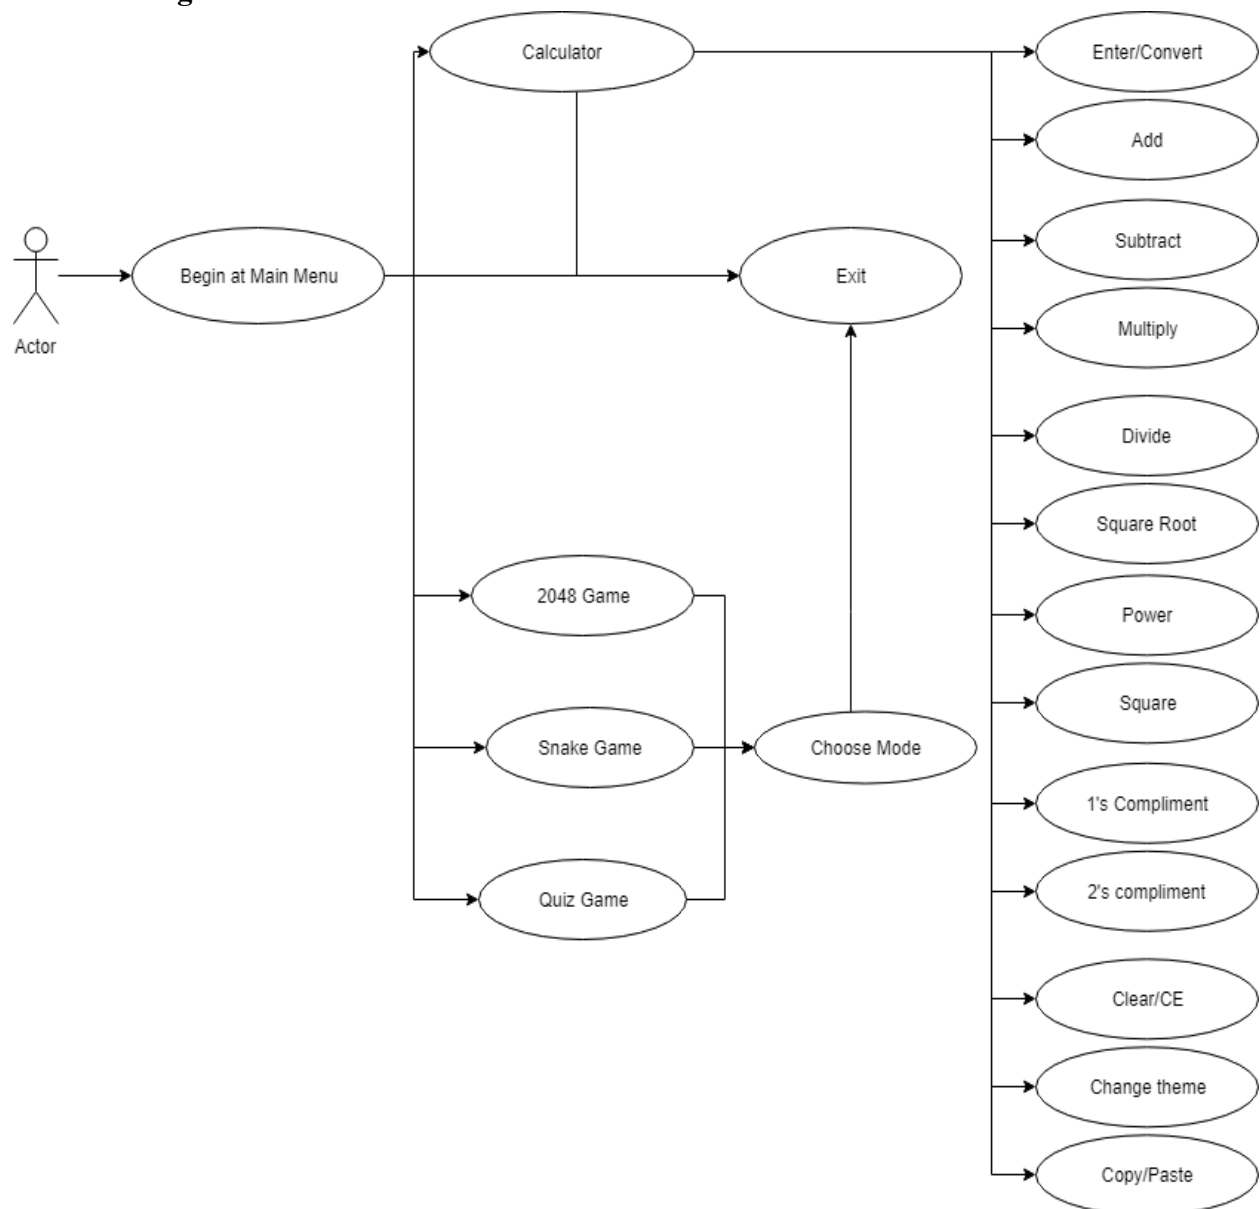 Calculator
Enter/Convert
Add
Subtract
Begin at Main Menu
Exit
Multiply
Actor
Divide
Square Root
2048 Game
Power
Square
Snake Game
Choose Mode
1's Compliment
2's compliment
Quiz Game
Clear/CE
Change theme
Copy/Paste